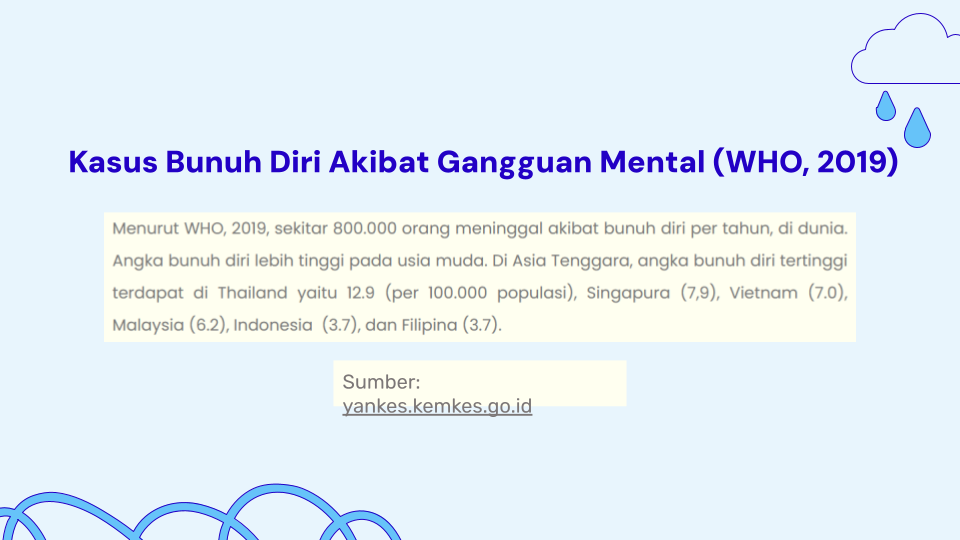 Kasus Bunuh Diri Akibat Gangguan Mental (WHO, 2019)
Menurut WHO, 2019, sekitar 800.000 orang meninggal akibat bunuh diri per tahun, di dunia.
Angka bunuh diri lebih tinggi pada usia muda. Di Asia Tenggara, angka bunuh diri tertinggi
terdapat di Thailand yaitu 12.9 (per 100.000 populasi), Singapura (7,9), Vietnam (7.0),
Malaysia (6.2), Indonesia (3.7), dan Filipina (3.7).
Sumber:
yankes.kemkes.go.id